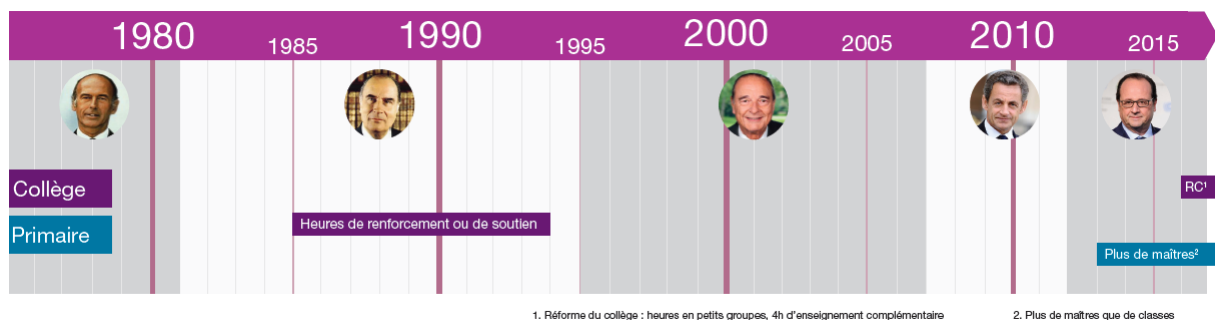 1980 1985 1990 1995 2000 2005 2010 2015
Collège
RC¹
Heures de renforcement ou de soutien
Primaire
Plus de maîtres²
1. Réforme du collège : heures en petits groupes, 4h d'enseignement complémentaire
2. Plus de maîtres que de classes